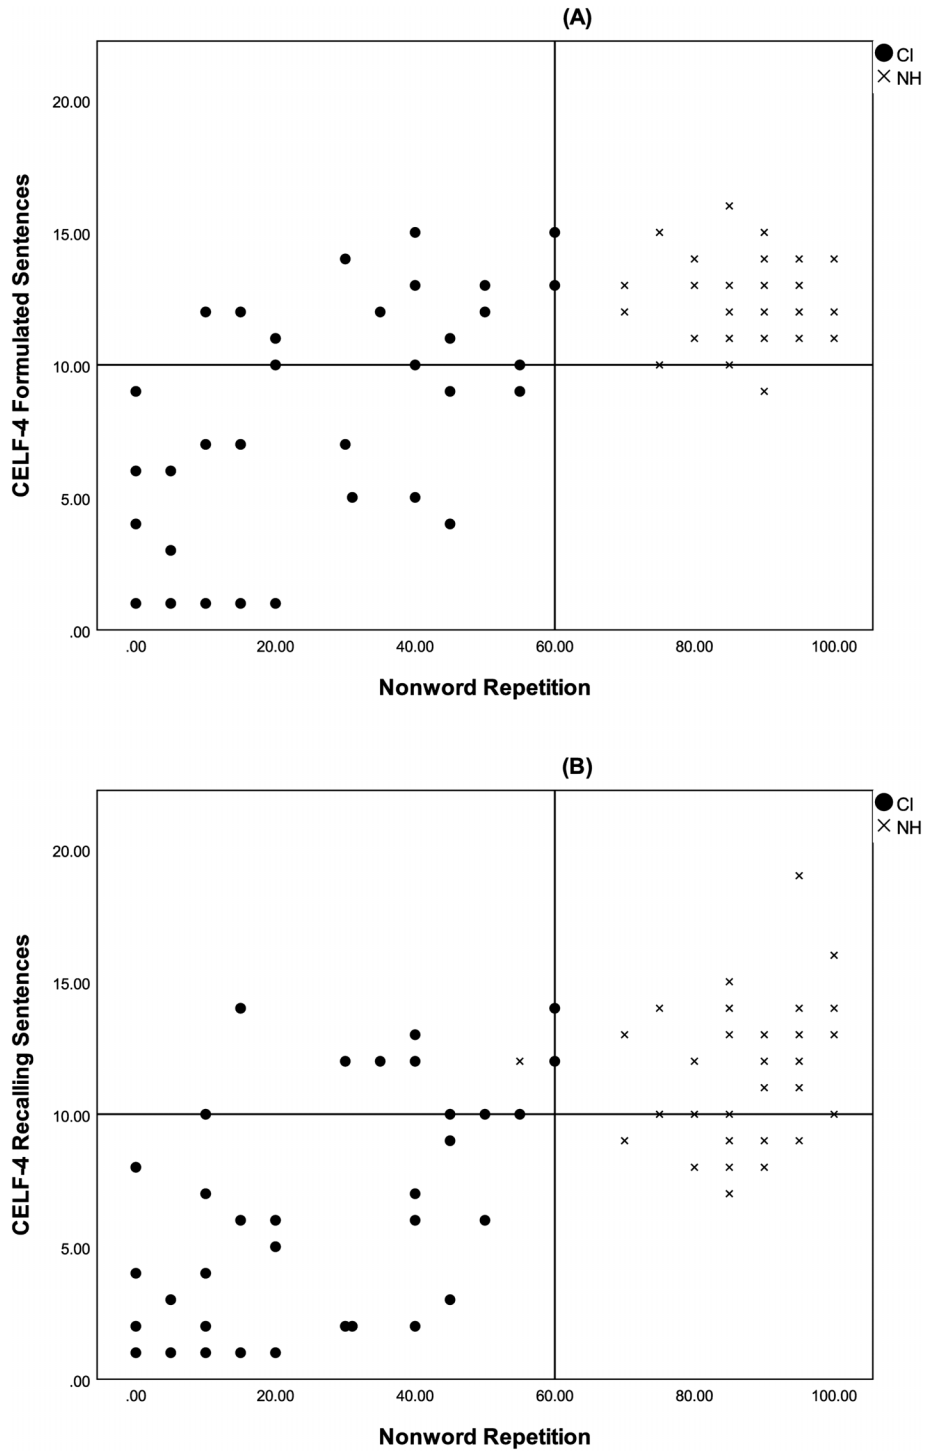 (A)
CI
NH
20.00
15.00
10.00
5.00
.00
CELF-4 Formulated Sentences
.00 20.00 40.00 60.00 80.00 100.00
Nonword Repetition
(B)
CI
NH
20.00
15.00
10.00
5.00
.00
CELF-4 Recalling Sentences
.00 20.00 40.00 60.00 80.00 100.00
Nonword Repetition